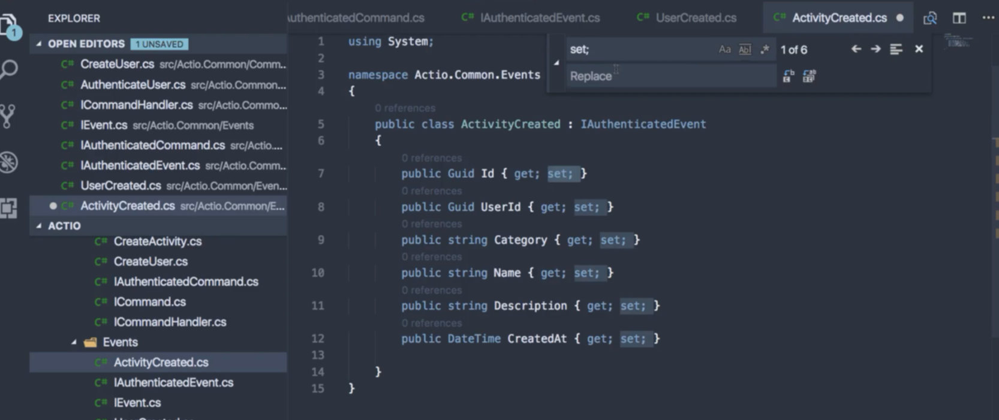 EXPLORER
uthenticatedCommand.cs
C# IAuthenticatedEvent.cs
C# UserCreated.cs
C# ActivityCreated.cs
1
OPEN EDITORS 1 UNSAVED
C# CreateUser.cs src/Actio.Common/Comm...
C# AuthenticateUser.cs src/Actio.Common...
C# ICommandHandler.cs src/Actio.Commo...
C# IEvent.cs src/Actio.Common/Events
C# IAuthenticatedCommand.cs src/Actio....
C# IAuthenticatedEvent.cs src/Actio.Comm...
C# UserCreated.cs src/Actio.Common/Even...
C# ActivityCreated.cs src/Actio.Common/E...
ACTIO
C# CreateActivity.cs
C# CreateUser.cs
C# IAuthenticatedCommand.cs
C# ICommand.cs
C# ICommandHandler.cs
Events
C# ActivityCreated.cs
C# IAuthenticatedEvent.cs
C# IEvent.cs
set; Aa Abl .* 1 of 6
Replace
1 using System;
2
3 namespace Actio.Common.Events
4 {
0 references
5 public class ActivityCreated : IAuthenticatedEvent
6 {
0 references
7 public Guid Id { get; set; }
0 references
8 public Guid UserId { get; set; }
0 references
9 public string Category { get; set; }
0 references
10 public string Name { get; set; }
0 references
11 public string Description { get; set; }
0 references
12 public DateTime CreatedAt { get; set; }
13
14 }
15 }